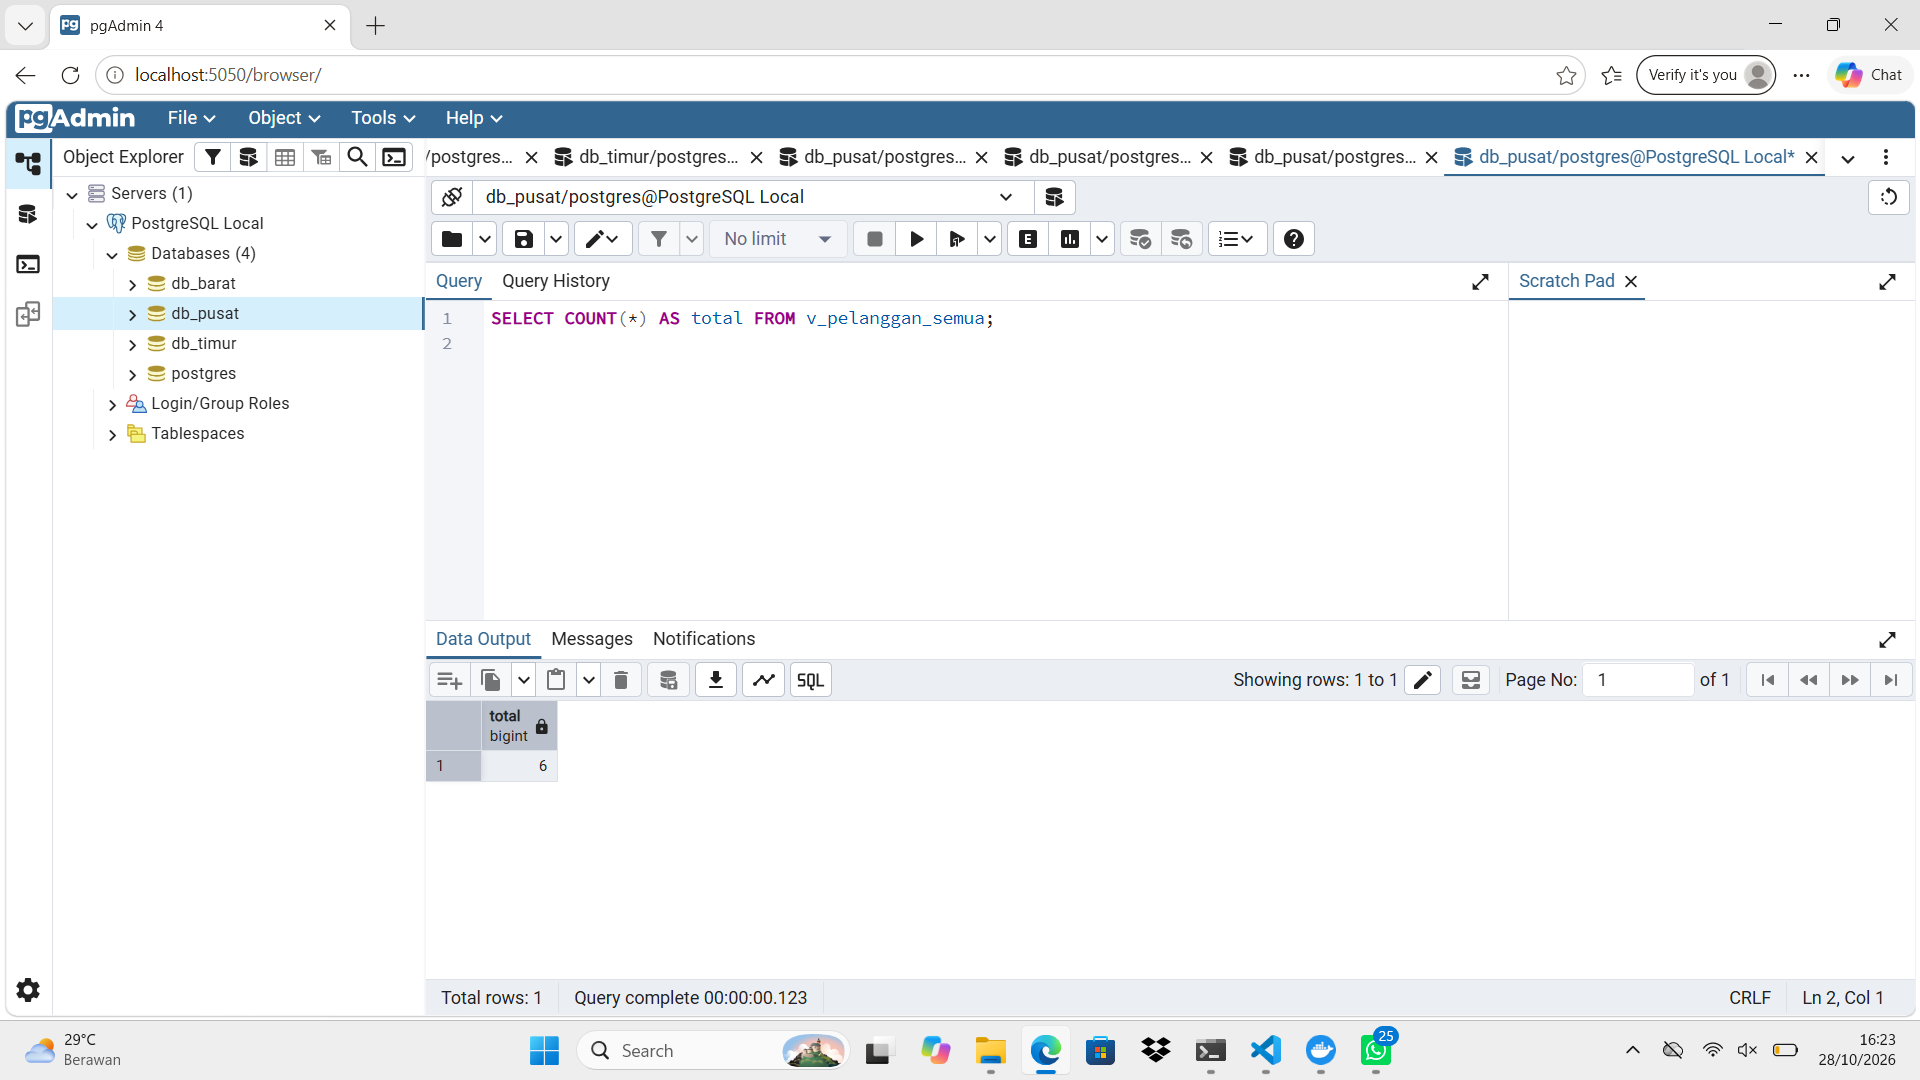 pgAdmin 4
localhost:5050/browser/
Verify it's you
Chat
pgAdmin
File
Object
Tools
Help
Object Explorer
/postgres...
db_timur/postgres...
db_pusat/postgres...
db_pusat/postgres...
db_pusat/postgres...
db_pusat/postgres@PostgreSQL Local*
Servers (1)
PostgreSQL Local
Databases (4)
db_barat
db_pusat
db_timur
postgres
Login/Group Roles
Tablespaces
db_pusat/postgres@PostgreSQL Local
No limit
E
Query
Query History
Scratch Pad
1 SELECT COUNT(*) AS total FROM v_pelanggan_semua;
2
Data Output
Messages
Notifications
SQL
Showing rows: 1 to 1
Page No:
1
of 1
total
bigint
1
6
Total rows: 1
Query complete 00:00:00.123
CRLF
Ln 2, Col 1
29°C
Berawan
Search
25
16:23
28/10/2026